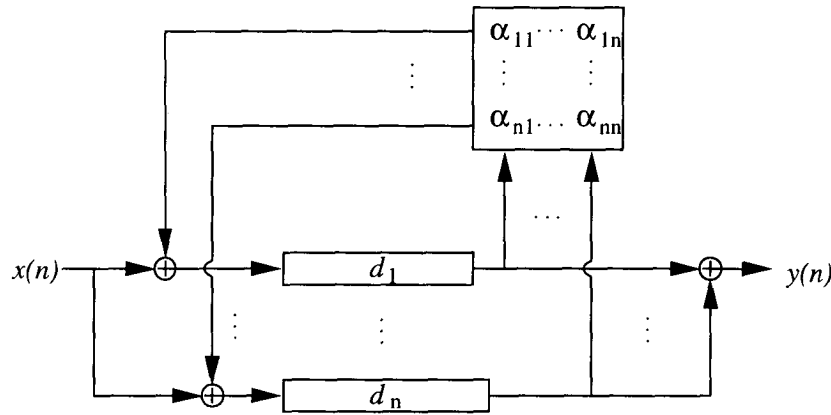 α11 ··· α1n
αn1 ··· αnn
x(n)
d1
y(n)
dn